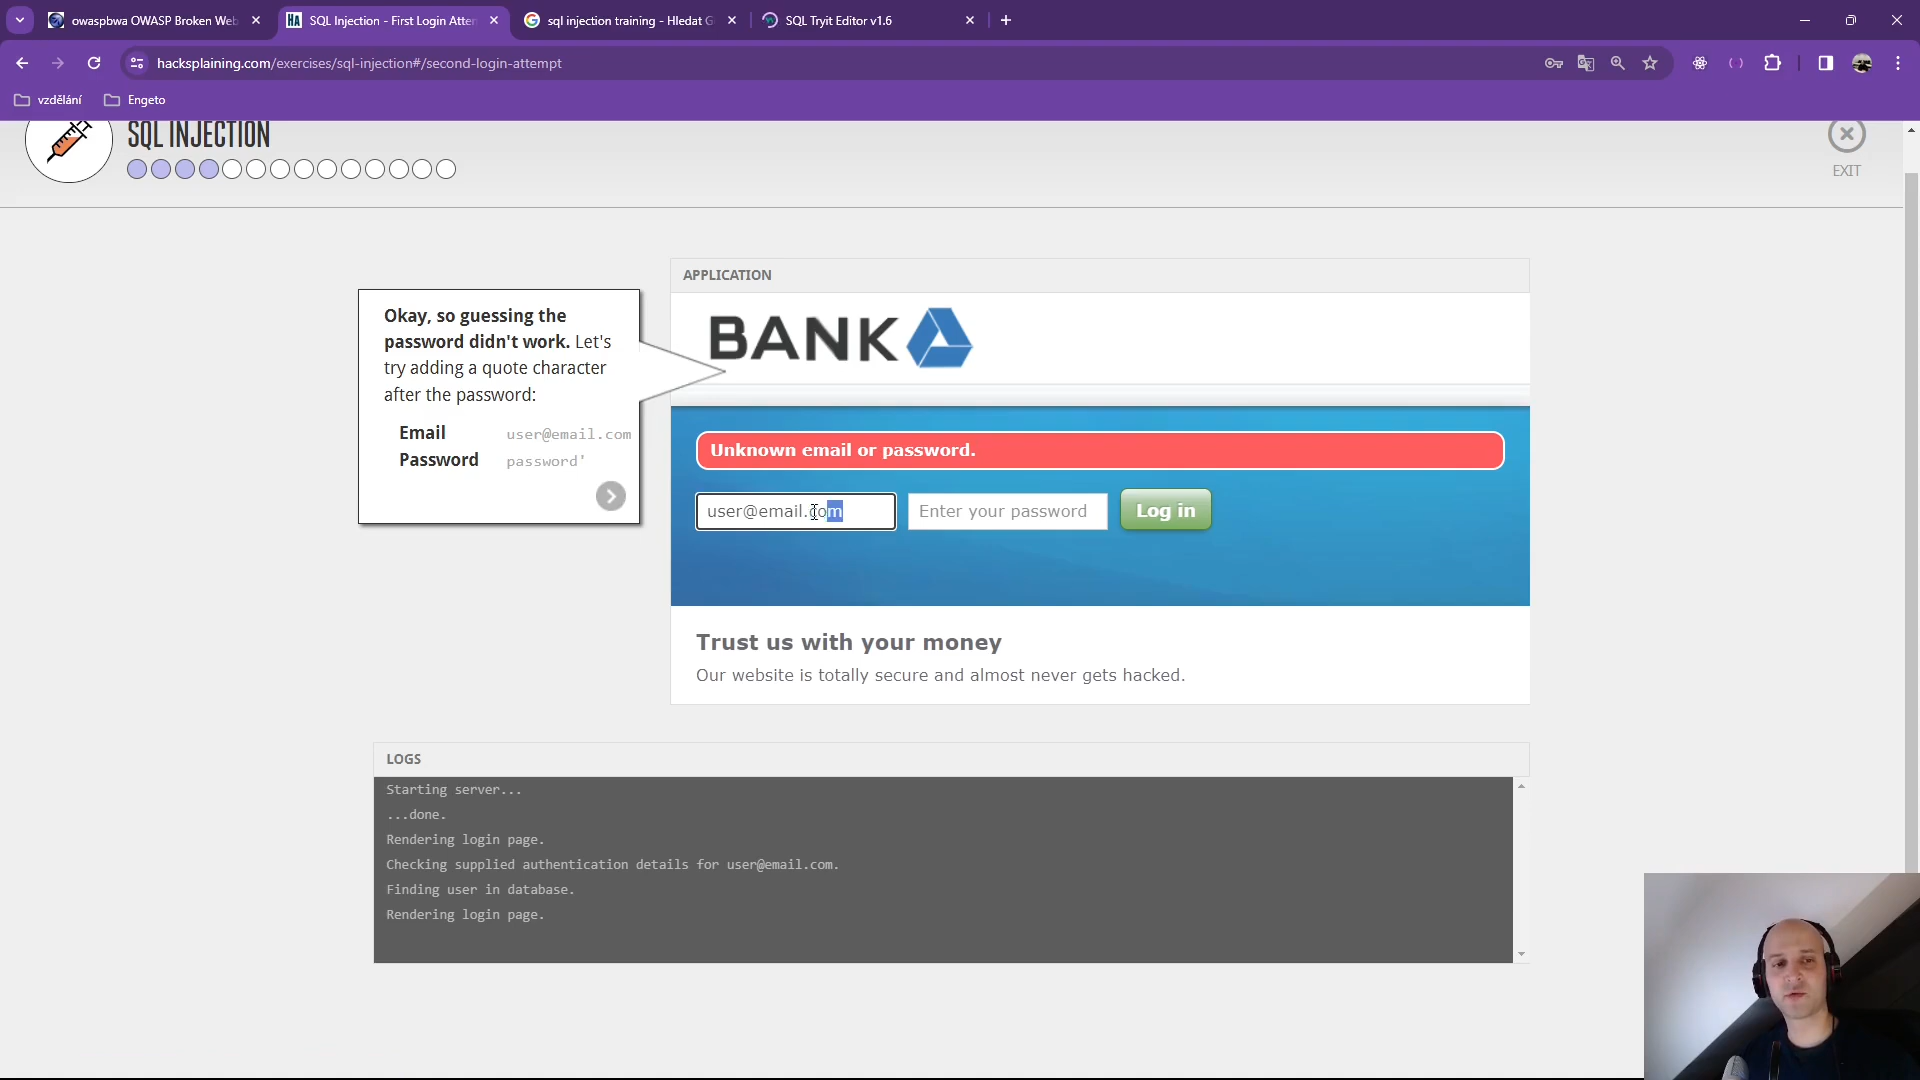 owaspbwa OWASP Broken Web
SQL Injection - First Login Atten
sql injection training - Hledat G
SQL Tryit Editor v1.6
hacksplaining.com/exercises/sql-injection#/second-login-attempt
vzdělání
Engeto
SQL INJECTION
EXIT
APPLICATION
BANK
Okay, so guessing the
password didn't work. Let's
try adding a quote character
after the password:
Email user@email.com
Password password'
Unknown email or password.
user@email.com
Enter your password
Log in
Trust us with your money
Our website is totally secure and almost never gets hacked.
LOGS
Starting server...
...done.
Rendering login page.
Checking supplied authentication details for user@email.com.
Finding user in database.
Rendering login page.